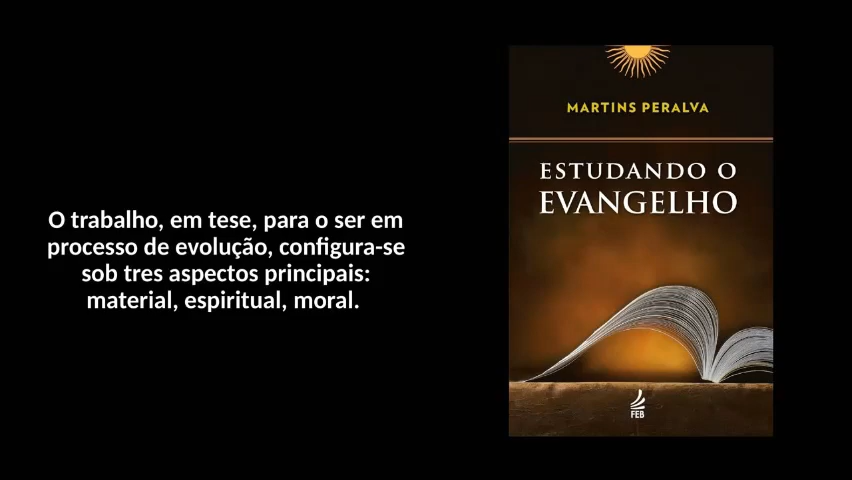 O trabalho, em tese, para o ser em
processo de evolução, configura-se
sob tres aspectos principais:
material, espiritual, moral.
MARTINS PERALVA
ESTUDANDO O
EVANGELHO
FEB